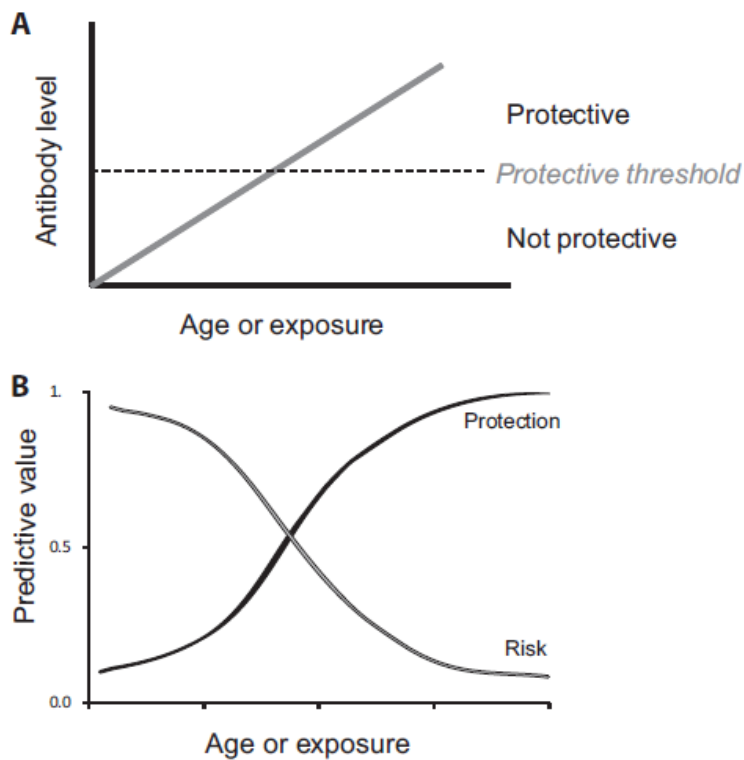 A
Antibody level
Protective
Protective threshold
Not protective
Age or exposure
B
1.
Predictive value
Protection
0.5
Risk
0.0
Age or exposure